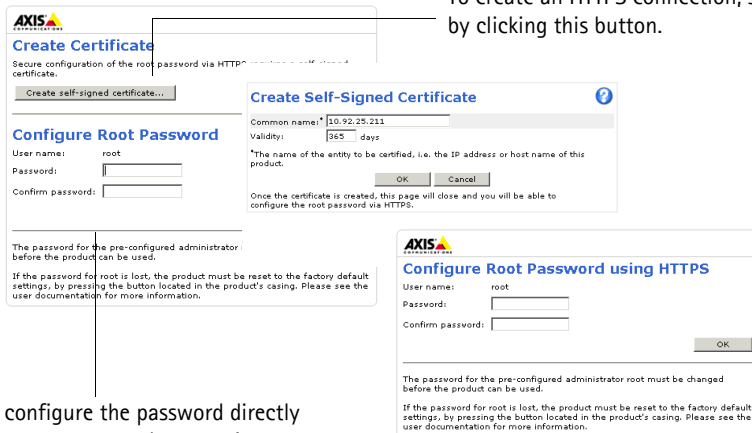 To create an HTTPS connection, s
by clicking this button.
AXIS
COMMUNICATIONS
Create Certificate
Secure configuration of the root password via HTTPS requires a self-signed
certificate.
Create self-signed certificate...
Configure Root Password
User name: root
Password:
Confirm password:
The password for the pre-configured administrator
before the product can be used.
If the password for root is lost, the product must be reset to the factory default
settings, by pressing the button located in the product's casing. Please see the
user documentation for more information.
Create Self-Signed Certificate
?
Common name:* 10.92.25.211
Validity: 365 days
*The name of the entity to be certified, i.e. the IP address or host name of this
product.
OK Cancel
Once the certificate is created, this page will close and you will be able to
configure the root password via HTTPS.
AXIS
COMMUNICATIONS
Configure Root Password using HTTPS
User name: root
Password:
Confirm password:
OK
The password for the pre-configured administrator root must be changed
before the product can be used.
If the password for root is lost, the product must be reset to the factory default
settings, by pressing the button located in the product's casing. Please see the
user documentation for more information.
configure the password directly